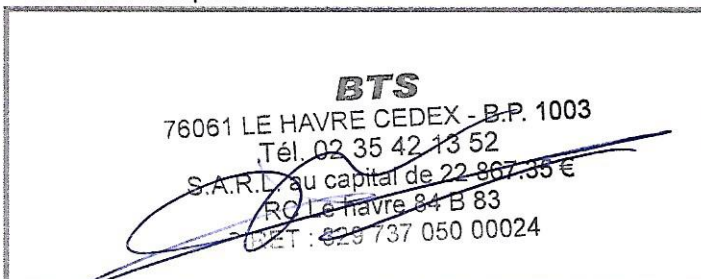 BTS
76061 LE HAVRE CEDEX - B.P. 1003
Tél. 02 35 42 13 52
S.A.R.L. au capital de 22 867.35 €
RC Le havre 84 B 83
: 329 737 050 00024